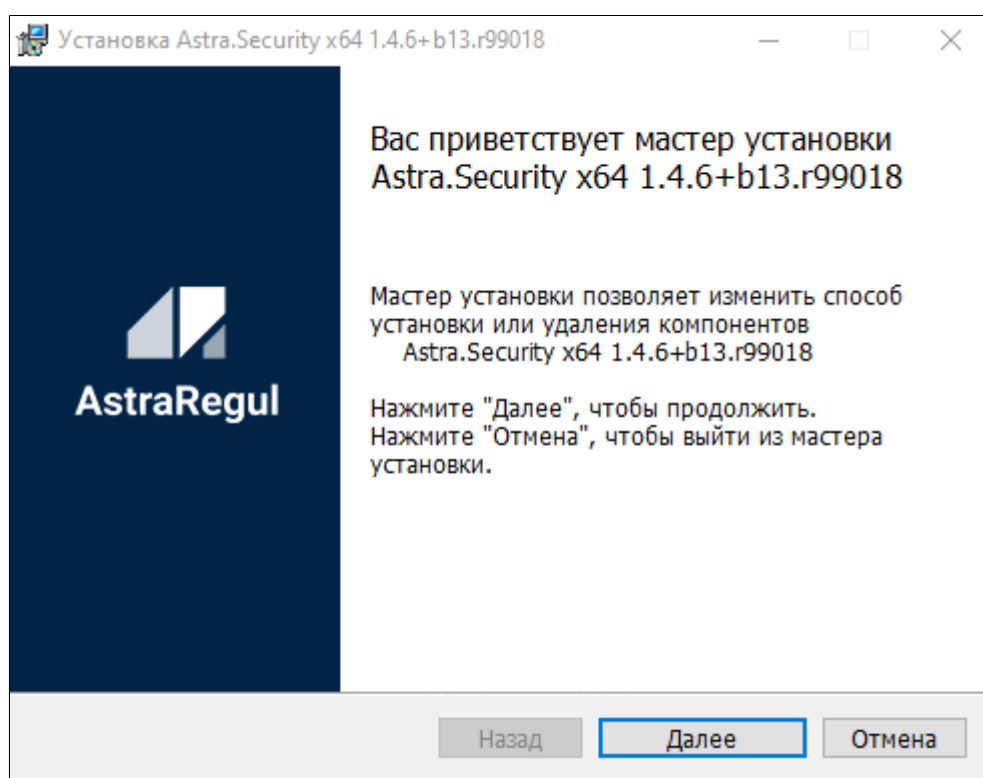 Установка Astra.Security x64 1.4.6+b13.r99018
Вас приветствует мастер установки
Astra.Security x64 1.4.6+b13.r99018
Мастер установки позволяет изменить способ
установки или удаления компонентов
Astra.Security x64 1.4.6+b13.r99018
AstraRegul
Нажмите "Далее", чтобы продолжить.
Нажмите "Отмена", чтобы выйти из мастера
установки.
Назад
Далее
Отмена